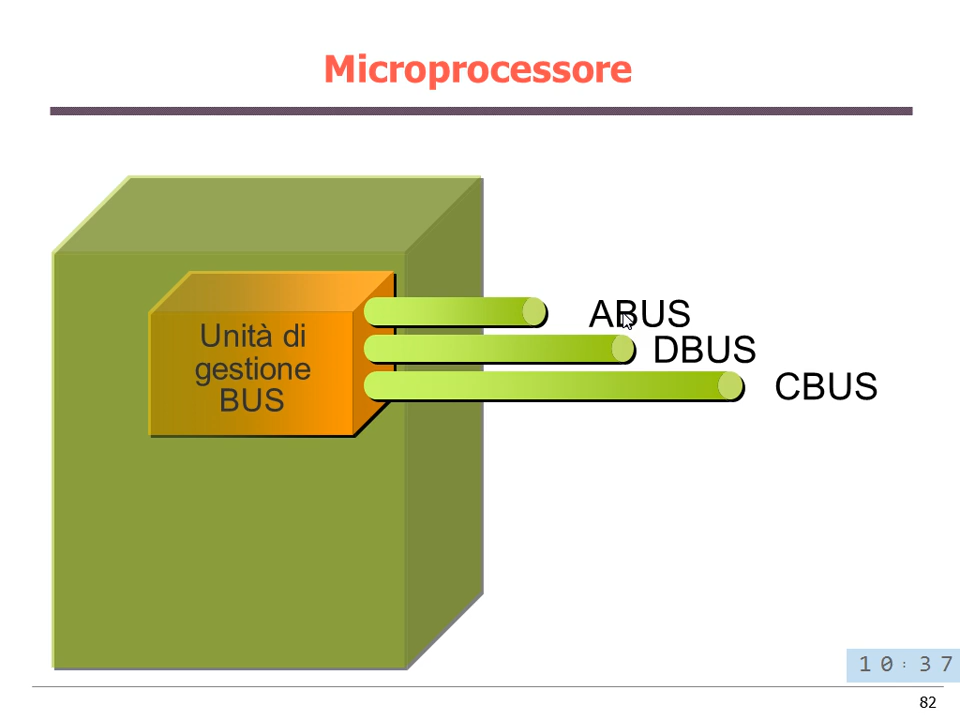 Microprocessore
Unità di
gestione
BUS
ABUS
DBUS
CBUS
10:37
82